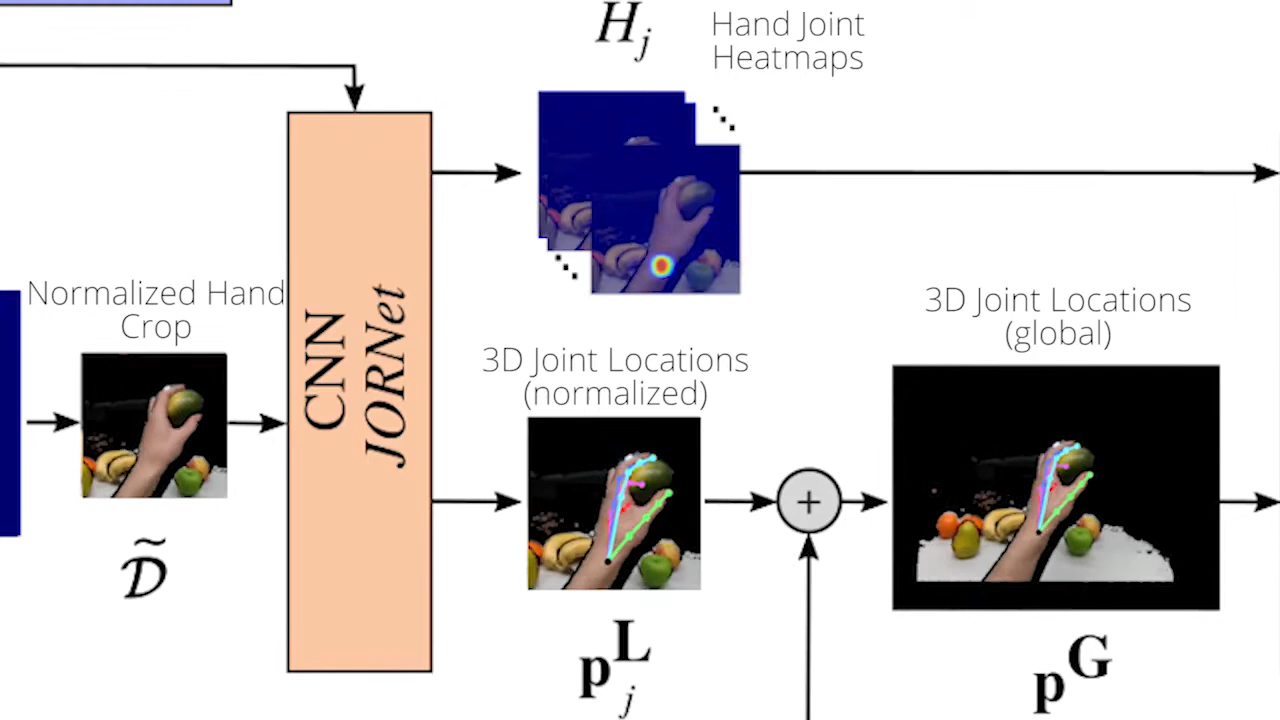 H_j
Hand Joint
Heatmaps
Normalized Hand
Crop
CNN
JORNet
3D Joint Locations
(normalized)
3D Joint Locations
(global)
+
𝒟̃
p^L_j
p^G